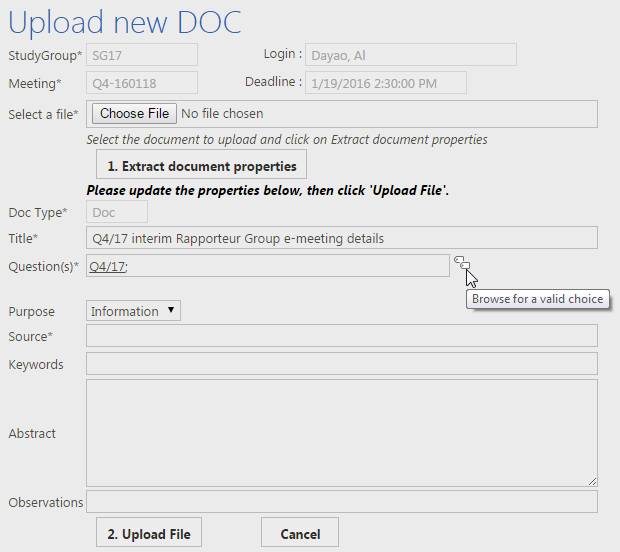 Upload new DOC
StudyGroup* SG17 Login : Dayao, Al
Meeting* Q4-160118 Deadline : 1/19/2016 2:30:00 PM
Select a file* Choose File No file chosen
Select the document to upload and click on Extract document properties
1. Extract document properties
Please update the properties below, then click 'Upload File'.
Doc Type* Doc
Title* Q4/17 interim Rapporteur Group e-meeting details
Question(s)* Q4/17;
Browse for a valid choice
Purpose Information
Source*
Keywords
Abstract
Observations
2. Upload File Cancel